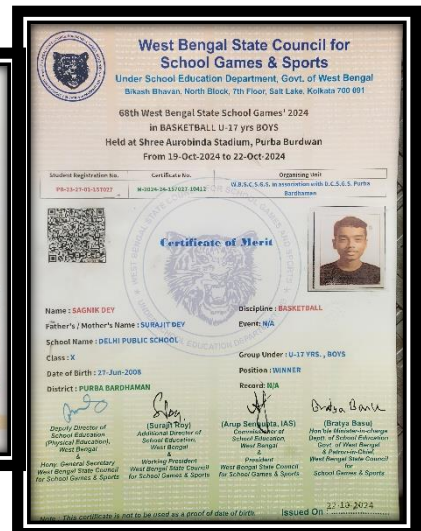 West Bengal State Council for
School Games & Sports
Under School Education Department, Govt. of West Bengal
Bikash Bhavan, North Block, 7th Floor, Salt Lake, Kolkata 700 091
68th West Bengal State School Games' 2024
in BASKETBALL U-17 yrs BOYS
Held at Shree Aurobinda Stadium, Purba Burdwan
From 19-Oct-2024 to 22-Oct-2024
Student Registration No. Certificate No. Organising Unit
W.B.S.C.S.G.S. in association with D.C.S.G.S. Purba
Bardhaman
Certificate of Merit
Name : SAGNIK DEY
Discipline : BASKETBALL
Father's / Mother's Name : SURAJIT DEY
Event: N/A
School Name : DELHI PUBLIC SCHOOL
Class : X
Group Under : U-17 YRS., BOYS
Date of Birth : 27-Jun-2008
Position : WINNER
District : PURBA BARDHAMAN
Record: N/A
Deputy Director of
School Education
(Physical Education),
West Bengal
&
Hony. General Secretary
West Bengal State Council
for School Games & Sports
(Surajit Roy)
Additional Director of
School Education,
West Bengal
&
Working President
West Bengal State Council
for School Games & Sports
(Arup Sengupta, IAS)
Commissioner of
School Education,
West Bengal
&
President
West Bengal State Council
for School Games & Sports
Bratya Basu
(Bratya Basu)
Hon'ble Minister-in-charge
Deptt. of School Education
Govt. of West Bengal
& Patron-in-Chief,
West Bengal State Council
for
School Games & Sports
Note: This certificate is not to be used as a proof of date of birth.
Issued On 22-10-2024